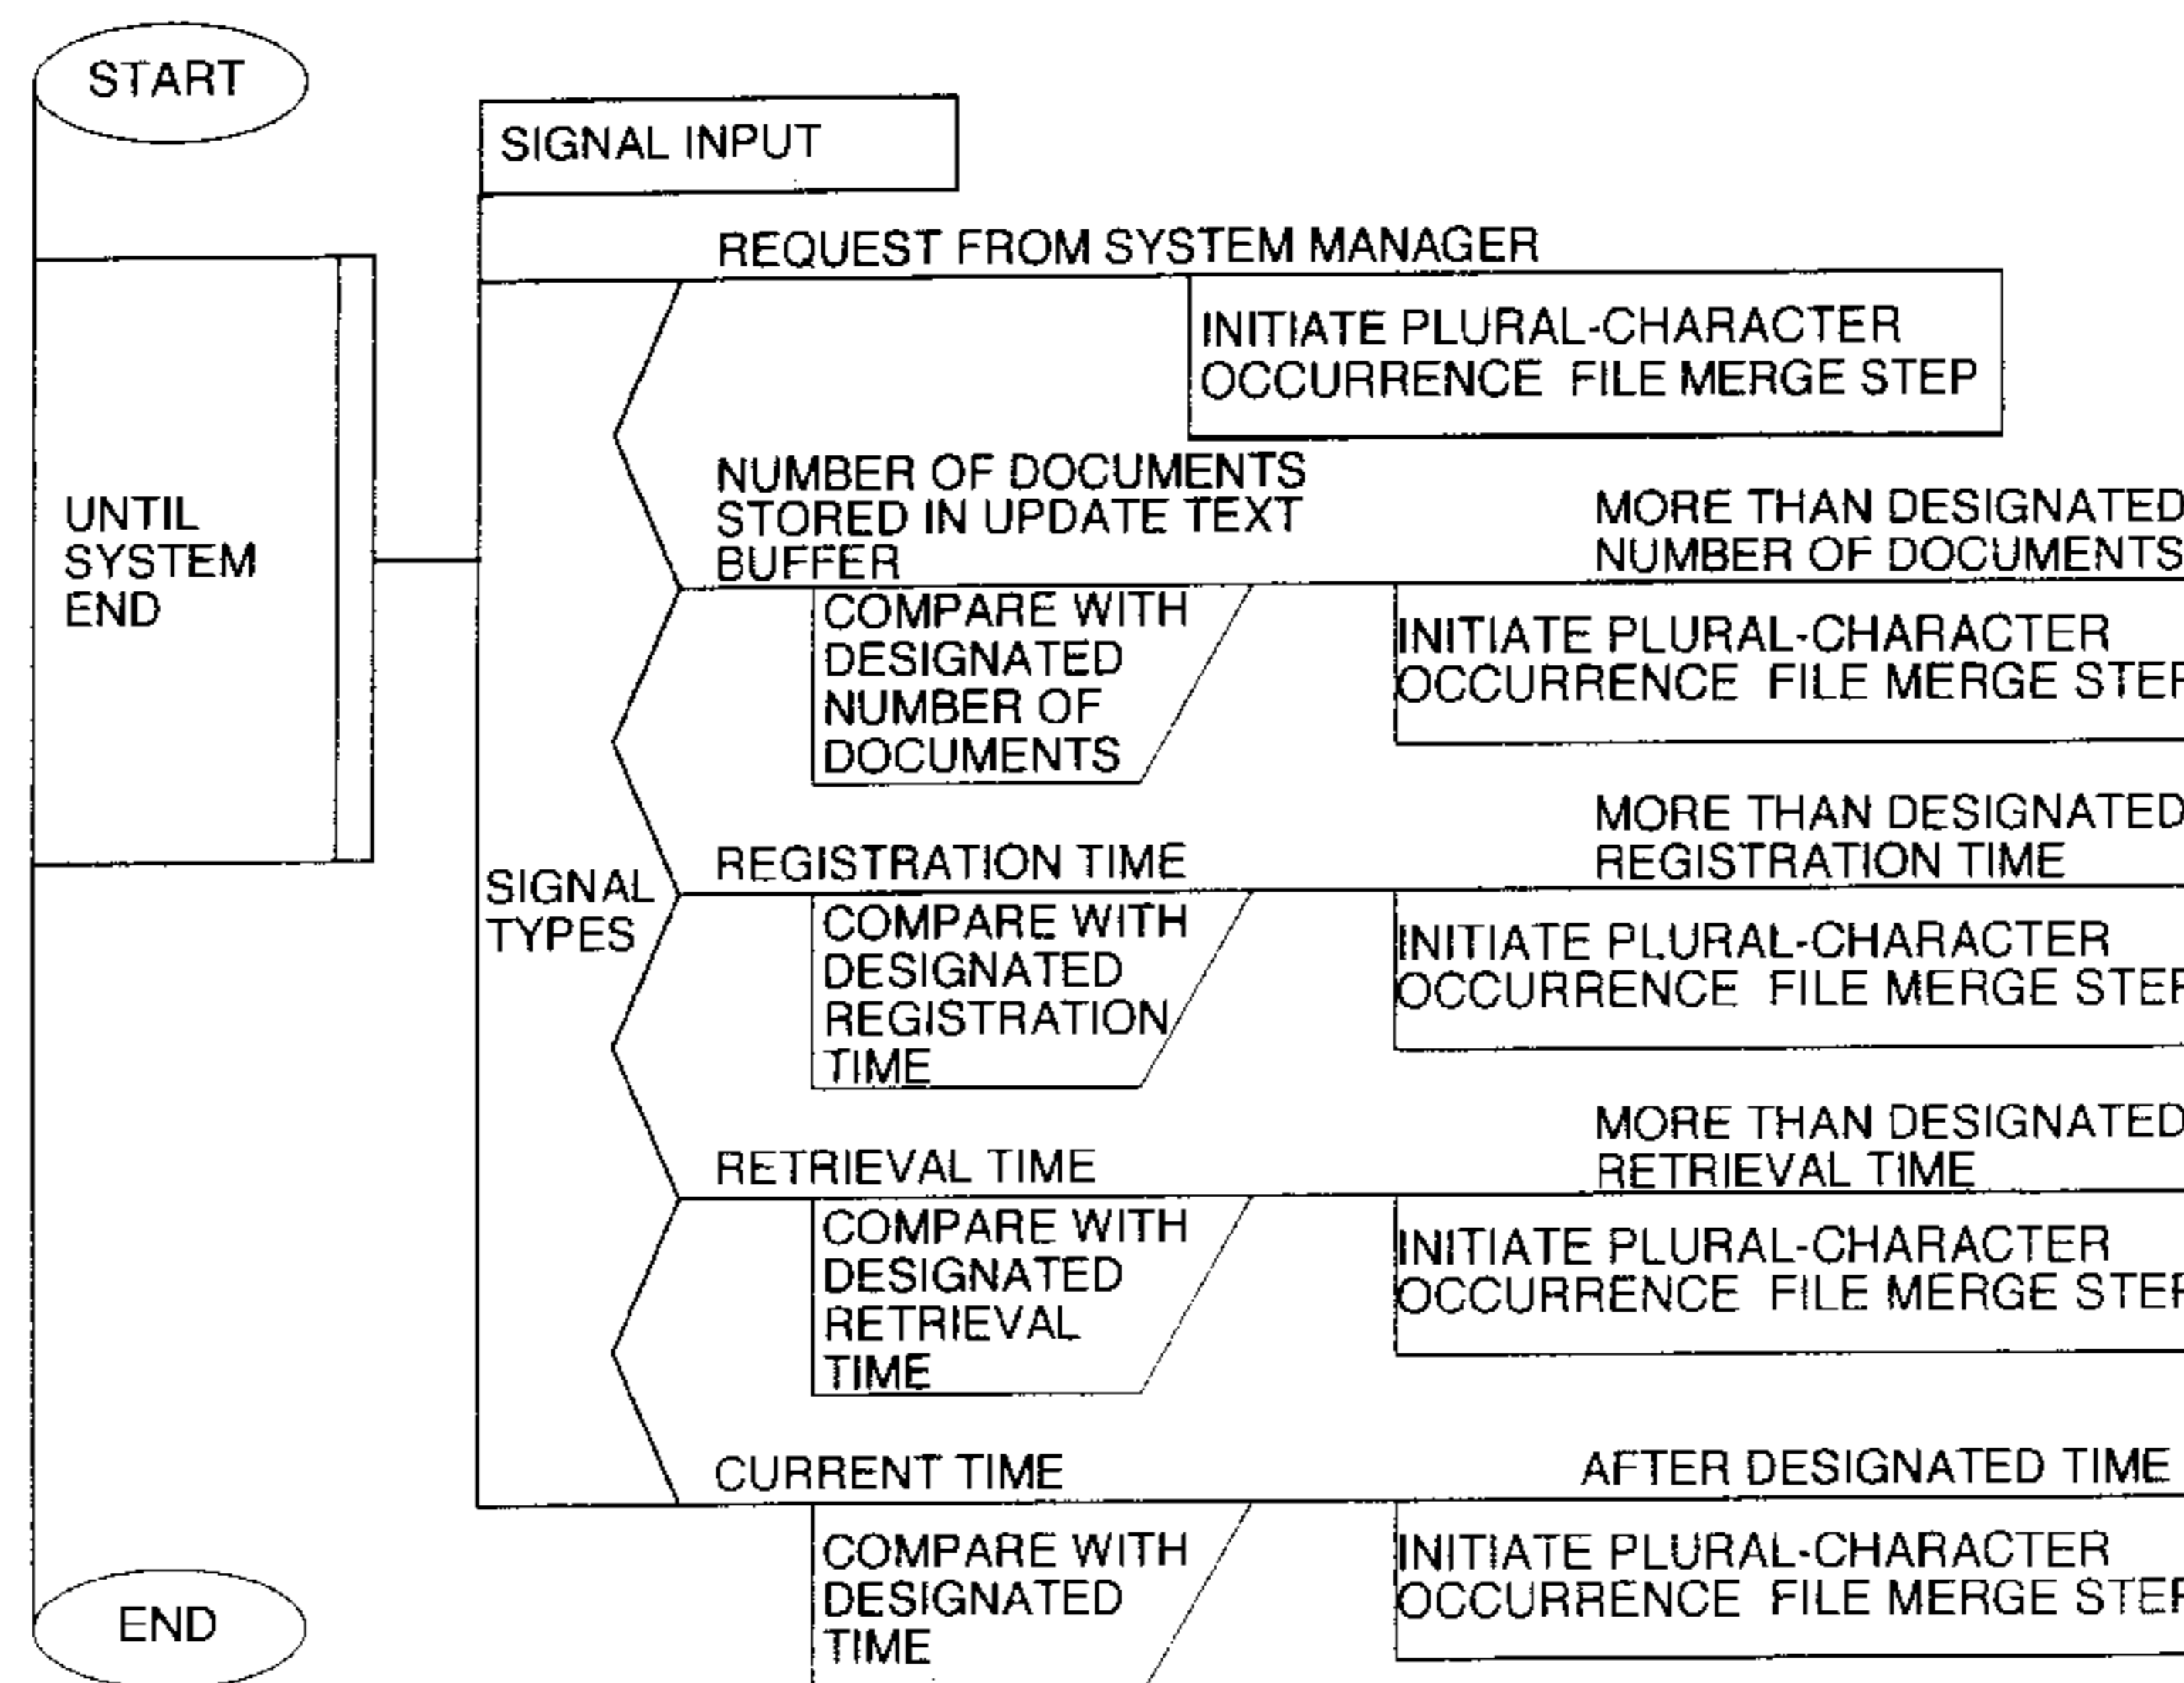 START
SIGNAL INPUT
REQUEST FROM SYSTEM MANAGER
INITIATE PLURAL-CHARACTER
OCCURRENCE FILE MERGE STEP
UNTIL
SYSTEM
END
NUMBER OF DOCUMENTS
STORED IN UPDATE TEXT
BUFFER
MORE THAN DESIGNATED
NUMBER OF DOCUMENTS
COMPARE WITH
DESIGNATED
NUMBER OF
DOCUMENTS
INITIATE PLURAL-CHARACTER
OCCURRENCE FILE MERGE STEP
SIGNAL
TYPES
REGISTRATION TIME
MORE THAN DESIGNATED
REGISTRATION TIME
COMPARE WITH
DESIGNATED
REGISTRATION
TIME
INITIATE PLURAL-CHARACTER
OCCURRENCE FILE MERGE STEP
RETRIEVAL TIME
MORE THAN DESIGNATED
RETRIEVAL TIME
COMPARE WITH
DESIGNATED
RETRIEVAL
TIME
INITIATE PLURAL-CHARACTER
OCCURRENCE FILE MERGE STEP
CURRENT TIME
AFTER DESIGNATED TIME
COMPARE WITH
DESIGNATED
TIME
INITIATE PLURAL-CHARACTER
OCCURRENCE FILE MERGE STEP
END